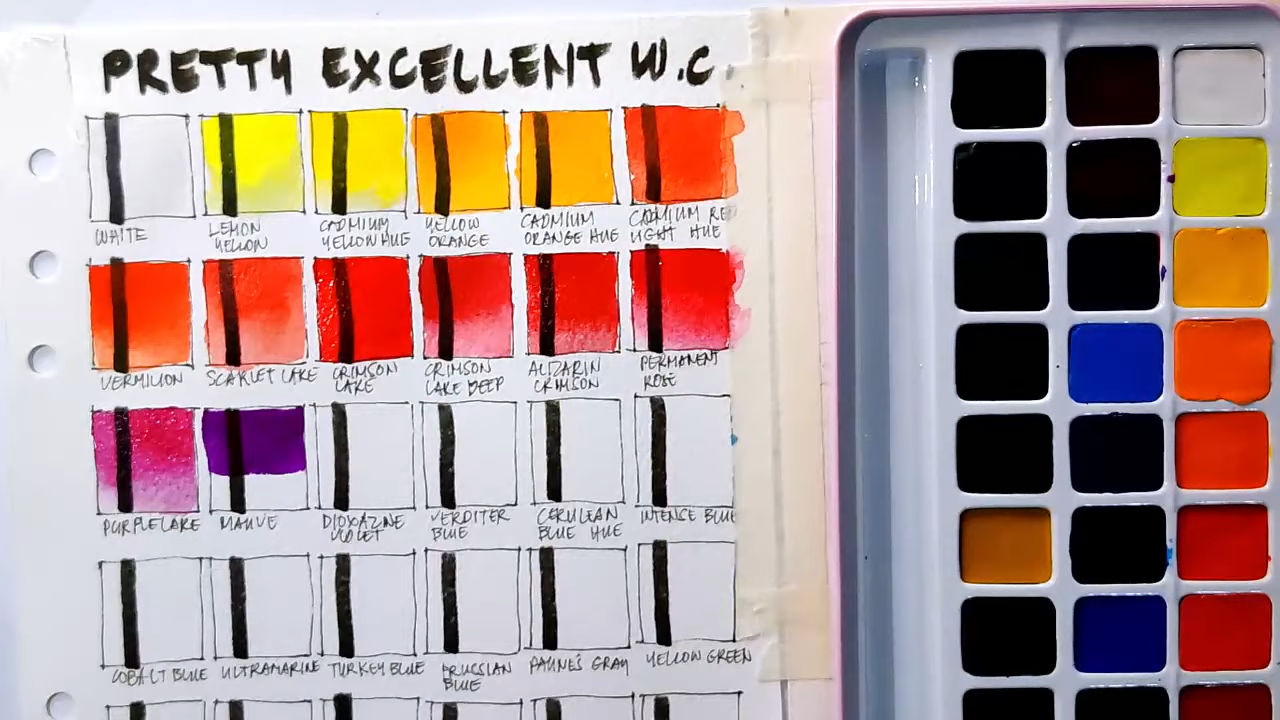 PRETTY EXCELLENT W.C.
WHITE
LEMON
YELLOW
CADMIUM
YELLOW HUE
YELLOW
ORANGE
CADMIUM
ORANGE HUE
CADMIUM RED
LIGHT HUE
VERMILION
SCARLET LAKE
CRIMSON
LAKE
CRIMSON
LAKE DEEP
ALIZARIN
CRIMSON
PERMANENT
ROSE
PURPLE LAKE
MAUVE
DIOXAZINE
VIOLET
VERDITER
BLUE
CERULEAN
BLUE HUE
INTENSE BLUE
COBALT BLUE
ULTRAMARINE
TURKEY BLUE
PRUSSIAN
BLUE
PAYNE'S GRAY
YELLOW GREEN